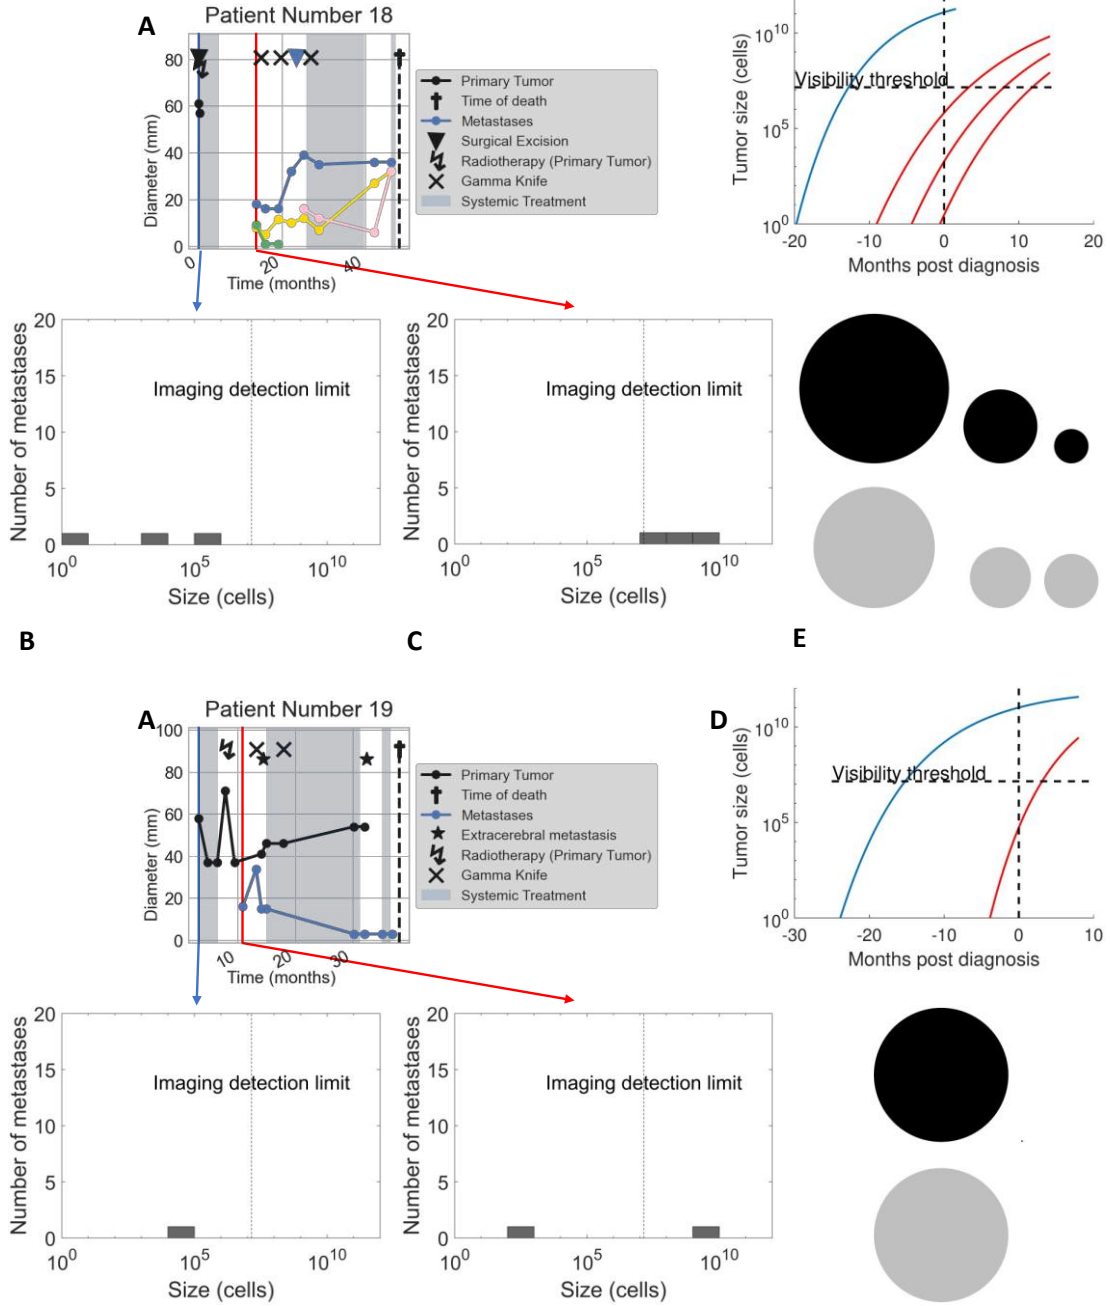 A
Patient Number 18
Diameter (mm)
80
60
40
20
0
0
20
40
Time (months)
Primary Tumor
Time of death
Metastases
Surgical Excision
Radiotherapy (Primary Tumor)
Gamma Knife
Systemic Treatment
Tumor size (cells)
10^10
10^5
10^0
Visibility threshold
-20
-10
0
10
20
Months post diagnosis
Number of metastases
20
15
10
5
0
Imaging detection limit
10^0
10^5
10^10
Size (cells)
Number of metastases
20
15
10
5
0
Imaging detection limit
10^0
10^5
10^10
Size (cells)
B
C
E
A
Patient Number 19
Diameter (mm)
100
80
60
40
20
0
10
20
30
Time (months)
Primary Tumor
Time of death
Metastases
Extracerebral metastasis
Radiotherapy (Primary Tumor)
Gamma Knife
Systemic Treatment
D
Tumor size (cells)
10^10
10^5
10^0
Visibility threshold
-30
-20
-10
0
10
Months post diagnosis
Number of metastases
20
15
10
5
0
Imaging detection limit
10^0
10^5
10^10
Size (cells)
Number of metastases
20
15
10
5
0
Imaging detection limit
10^0
10^5
10^10
Size (cells)